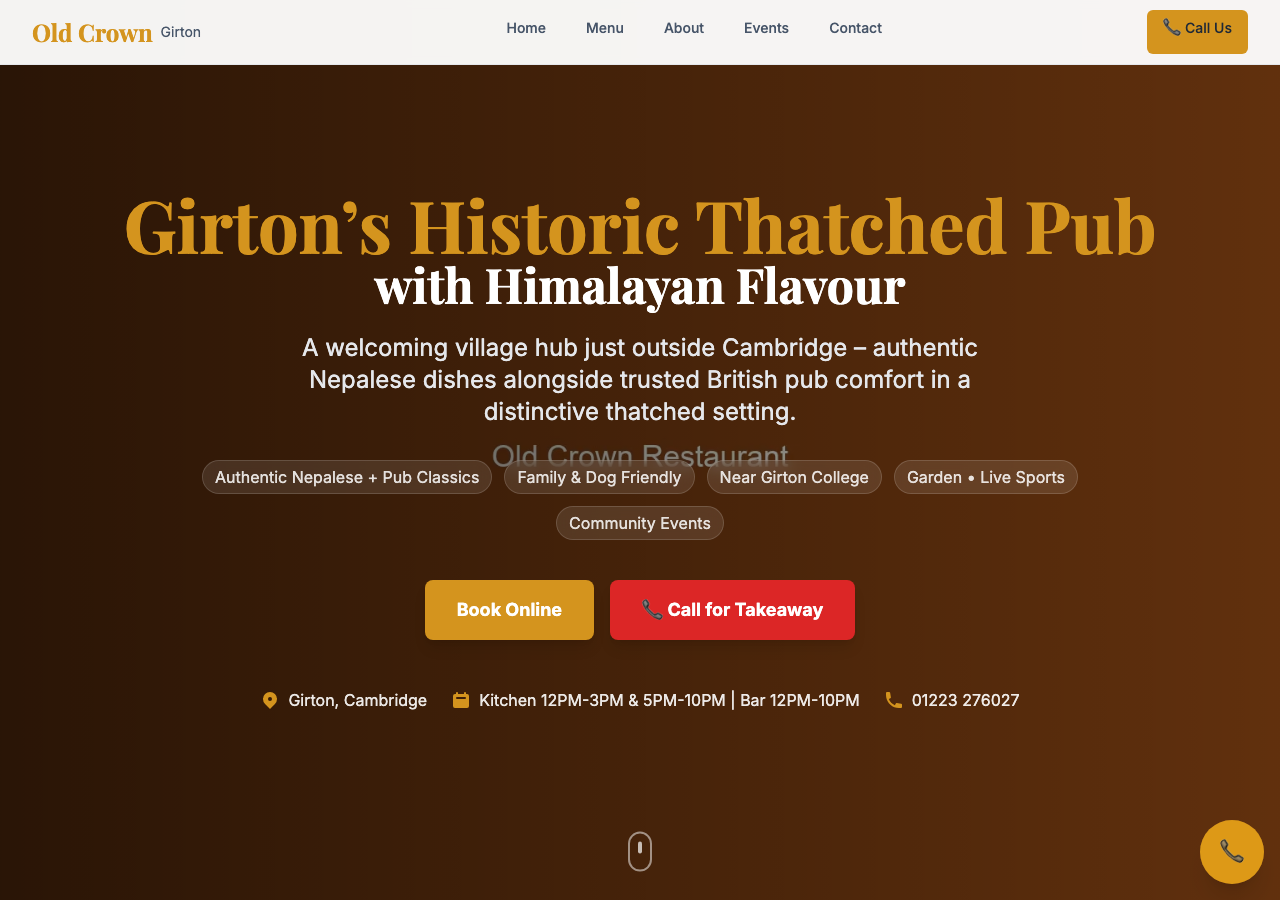 Old Crown Girton
Home Menu About Events Contact
📞 Call Us
Girton’s Historic Thatched Pub
with Himalayan Flavour
A welcoming village hub just outside Cambridge – authentic
Nepalese dishes alongside trusted British pub comfort in a
distinctive thatched setting.
Old Crown Restaurant
Authentic Nepalese + Pub Classics
Family & Dog Friendly
Near Girton College
Garden • Live Sports
Community Events
Book Online
📞 Call for Takeaway
Girton, Cambridge
Kitchen 12PM-3PM & 5PM-10PM | Bar 12PM-10PM
01223 276027